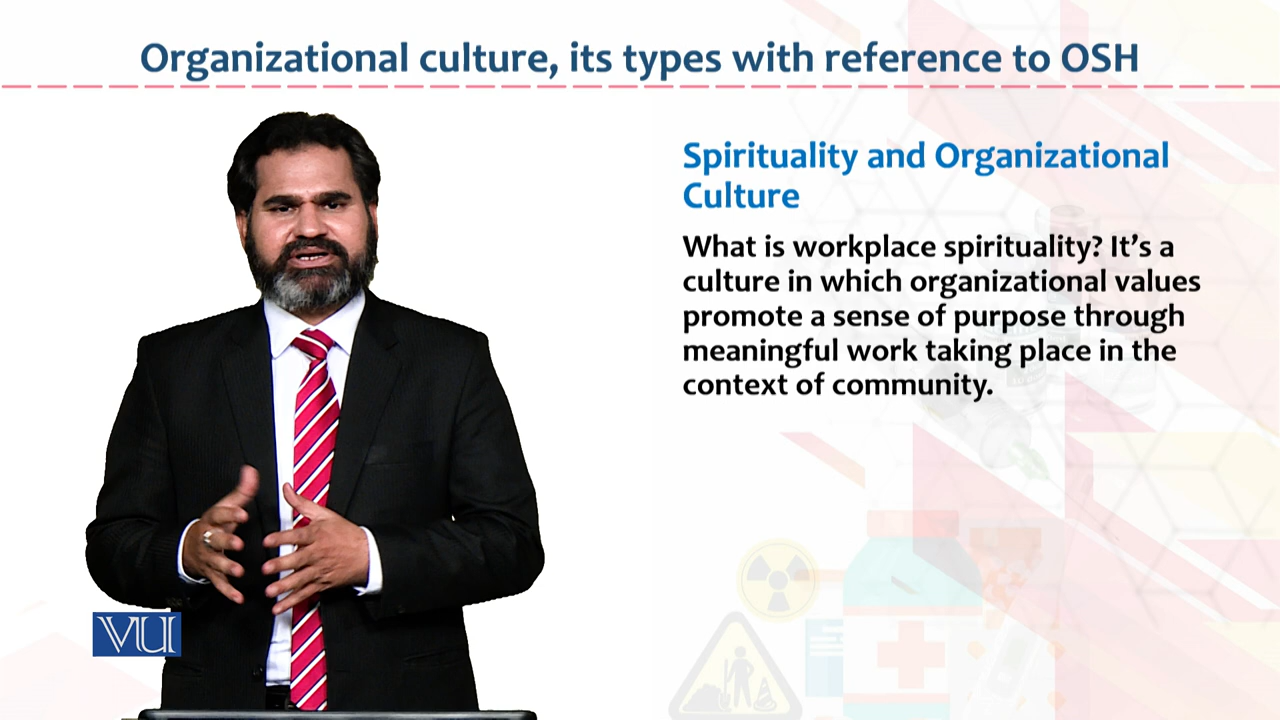 Organizational culture, its types with reference to OSH
Spirituality and Organizational
Culture
What is workplace spirituality? It’s a
culture in which organizational values
promote a sense of purpose through
meaningful work taking place in the
context of community.
VU